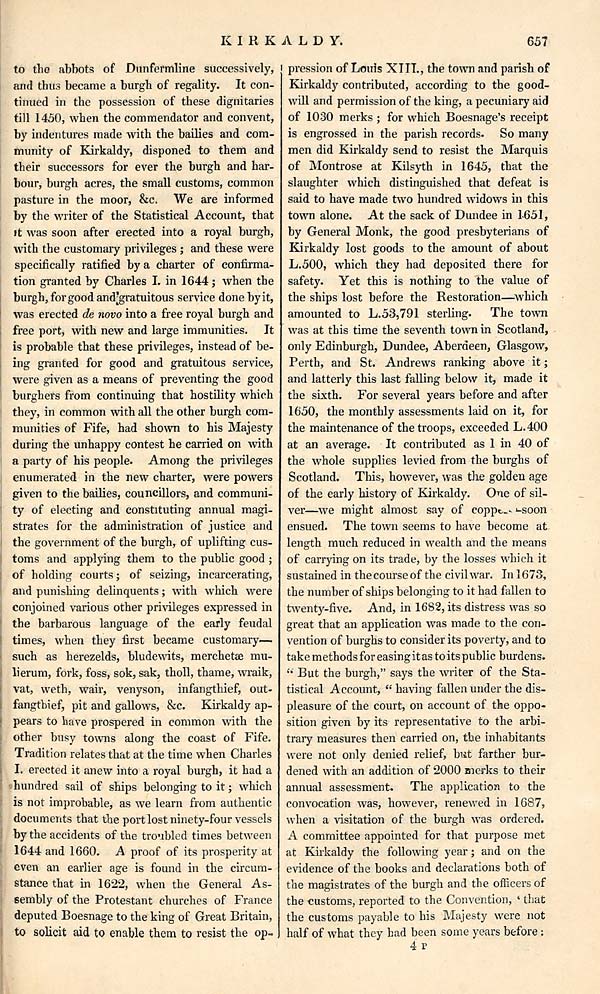 KIRKALDY. 657
to the abbots of Dunfermline successively,
and thus became a burgh of regality. It con-
tinued in the possession of these dignitaries
till 1450, when the commendator and convent,
by indentures made with the bailies and com-
munity of Kirkaldy, disponed to them and
their successors for ever the burgh and har-
bour, burgh acres, the small customs, common
pasture in the moor, &c. We are informed
by the writer of the Statistical Account, that
it was soon after erected into a royal burgh,
with the customary privileges ; and these were
specifically ratified by a charter of confirma-
tion granted by Charles I. in 1644 ; when the
burgh, for good and gratuitous service done by it,
was erected de novo into a free royal burgh and
free port, with new and large immunities. It
is probable that these privileges, instead of be-
ing granted for good and gratuitous service,
were given as a means of preventing the good
burghers from continuing that hostility which
they, in common with all the other burgh com-
munities of Fife, had shown to his Majesty
during the unhappy contest he carried on with
a party of his people. Among the privileges
enumerated in the new charter, were powers
given to the bailies, councillors, and communi-
ty of electing and constituting annual magi-
strates for the administration of justice and
the government of the burgh, of uplifting cus-
toms and applying them to the public good ;
of holding courts ; of seizing, incarcerating,
and punishing delinquents ; with which were
conjoined various other privileges expressed in
the barbarous language of the early feudal
times, when they first became customary—
such as herezelds, bludewits, merchetæ mu-
lierum, fork, foss, sok, sak, tholl, thame, wraik,
vat, weth, wair, venyson, infangthief, out-
fangthief, pit and gallows, &c. Kirkaldy ap-
pears to have prospered in common with the
other busy towns along the coast of Fife.
Tradition relates that at the time when Charles
I. erected it anew into a royal burgh, it had a
hundred sail of ships belonging to it ; which
is not improbable, as we learn from authentic
documents that the port lost ninety-four vessels
by the accidents of the troubled times between
1644 and 1660. A proof of its prosperity at
even an earlier age is found in the circum-
stance that in 1622, when the General As-
sembly of the Protestant churches of France
deputed Boesnage to the king of Great Britain,
to solicit aid to enable them to resist the op-
pression of Louis XIII., the town and parish of
Kirkaldy contributed, according to the good-
will and permission of the king, a pecuniary aid
of 1030 merks ; for which Boesnage's receipt
is engrossed in the parish records. So many
men did Kirkaldy send to resist the Marquis
of Montrose at Kilsyth in 1645, that the
slaughter which distinguished that defeat is
said to have made two hundred widows in this
town alone. At the sack of Dundee in 1651,
by General Monk, the good presbyterians of
Kirkaldy lost goods to the amount of about
L.500, which they had deposited there for
safety. Yet this is nothing to the value of
the ships lost before the Restoration—which
amounted to L.53,791 sterling. The town
was at this time the seventh town in Scotland,
only Edinburgh, Dundee, Aberdeen, Glasgow,
Perth, and St. Andrews ranking above it ;
and latterly this last falling below it, made it
the sixth. For several years before and after
1650, the monthly assessments laid on it, for
the maintenance of the troops, exceeded L.400
at an average. It contributed as 1 in 40 of
the whole supplies levied from the burghs of
Scotland. This, however, was the golden age
of the early history of Kirkaldy. One of sil-
ver—we might almost say of soon
ensued. The town seems to have become at
length much reduced in wealth and the means
of carrying on its trade, by the losses which it
sustained in the course of the civil war. In 1673,
the number of ships belonging to it had fallen to
twenty-five. And, in 1682, its distress was so
great that an application was made to the con-
vention of burghs to consider its poverty, and to
take methods for easing it as to its public burdens.
" But the burgh," says the writer of the Sta-
tistical Account, " having fallen under the dis-
pleasure of the court, on account of the oppo-
sition given by its representative to the arbi-
trary measures then carried on, the inhabitants
were not only denied relief, but farther bur-
dened with an addition of 2000 merks to their
annual assessment. The application to the
convocation was, however, renewed in 1687,
when a visitation of the burgh was ordered.
A committee appointed for that purpose met
at Kirkaldy the following year ; and on the
evidence of the books and declarations both of
the magistrates of the burgh and the officers of
the customs, reported to the Convention, ' that
the customs payable to his Majesty were not
half of what they had been some years before :
4 P